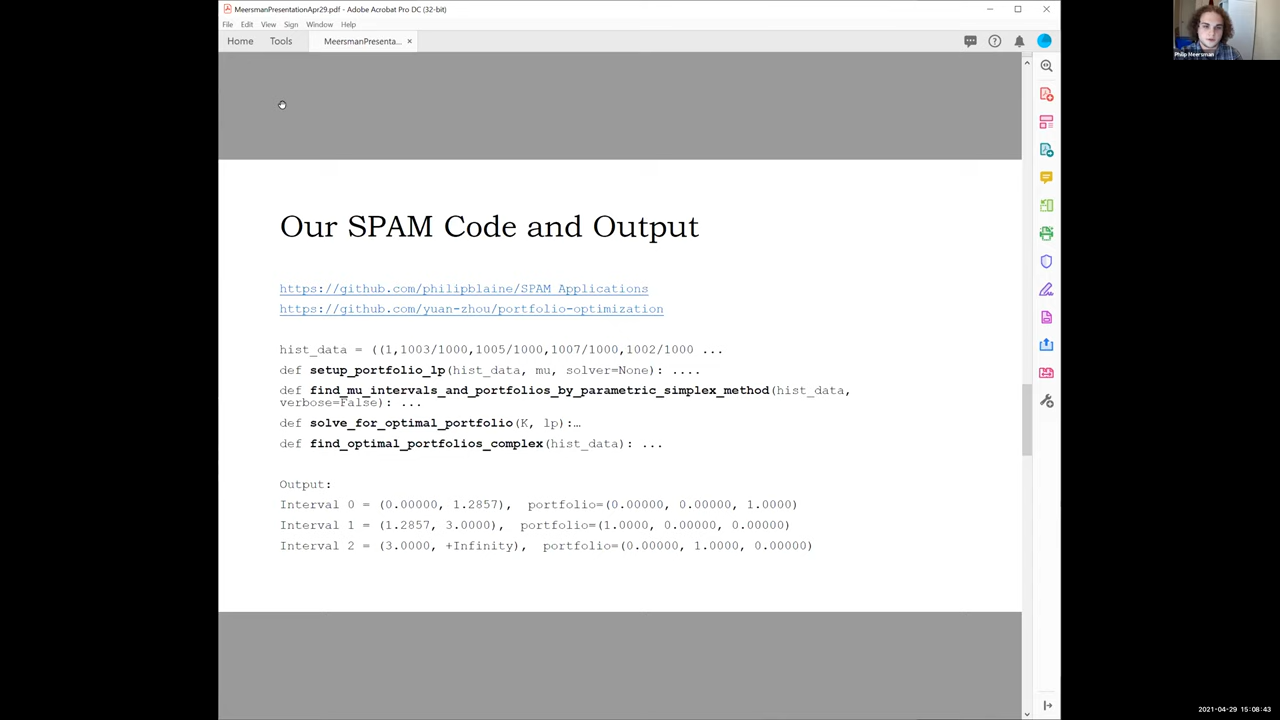 MeersmanPresentationApr29.pdf - Adobe Acrobat Pro DC (32-bit)
File Edit View Sign Window Help
Home Tools MeersmanPresenta... ×
Philip Meersman
Our SPAM Code and Output
https://github.com/philipblaine/SPAM_Applications
https://github.com/yuan-zhou/portfolio-optimization
hist_data = ((1,1003/1000,1005/1000,1007/1000,1002/1000 ...
def setup_portfolio_lp(hist_data, mu, solver=None): ....
def find_mu_intervals_and_portfolios_by_parametric_simplex_method(hist_data,
verbose=False): ...
def solve_for_optimal_portfolio(K, lp):…
def find_optimal_portfolios_complex(hist_data): ...
Output:
Interval 0 = (0.00000, 1.2857), portfolio=(0.00000, 0.00000, 1.0000)
Interval 1 = (1.2857, 3.0000), portfolio=(1.0000, 0.00000, 0.00000)
Interval 2 = (3.0000, +Infinity), portfolio=(0.00000, 1.0000, 0.00000)
2021-04-29 15:08:43